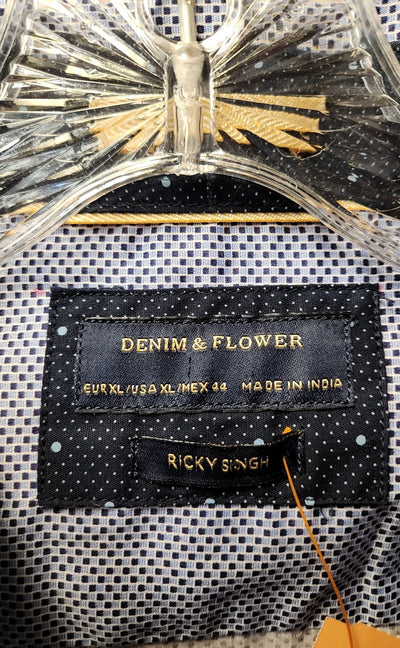 DENIM & FLOWER
EUR XL/USA XL/MEX 44 MADE IN INDIA
RICKY SINGH